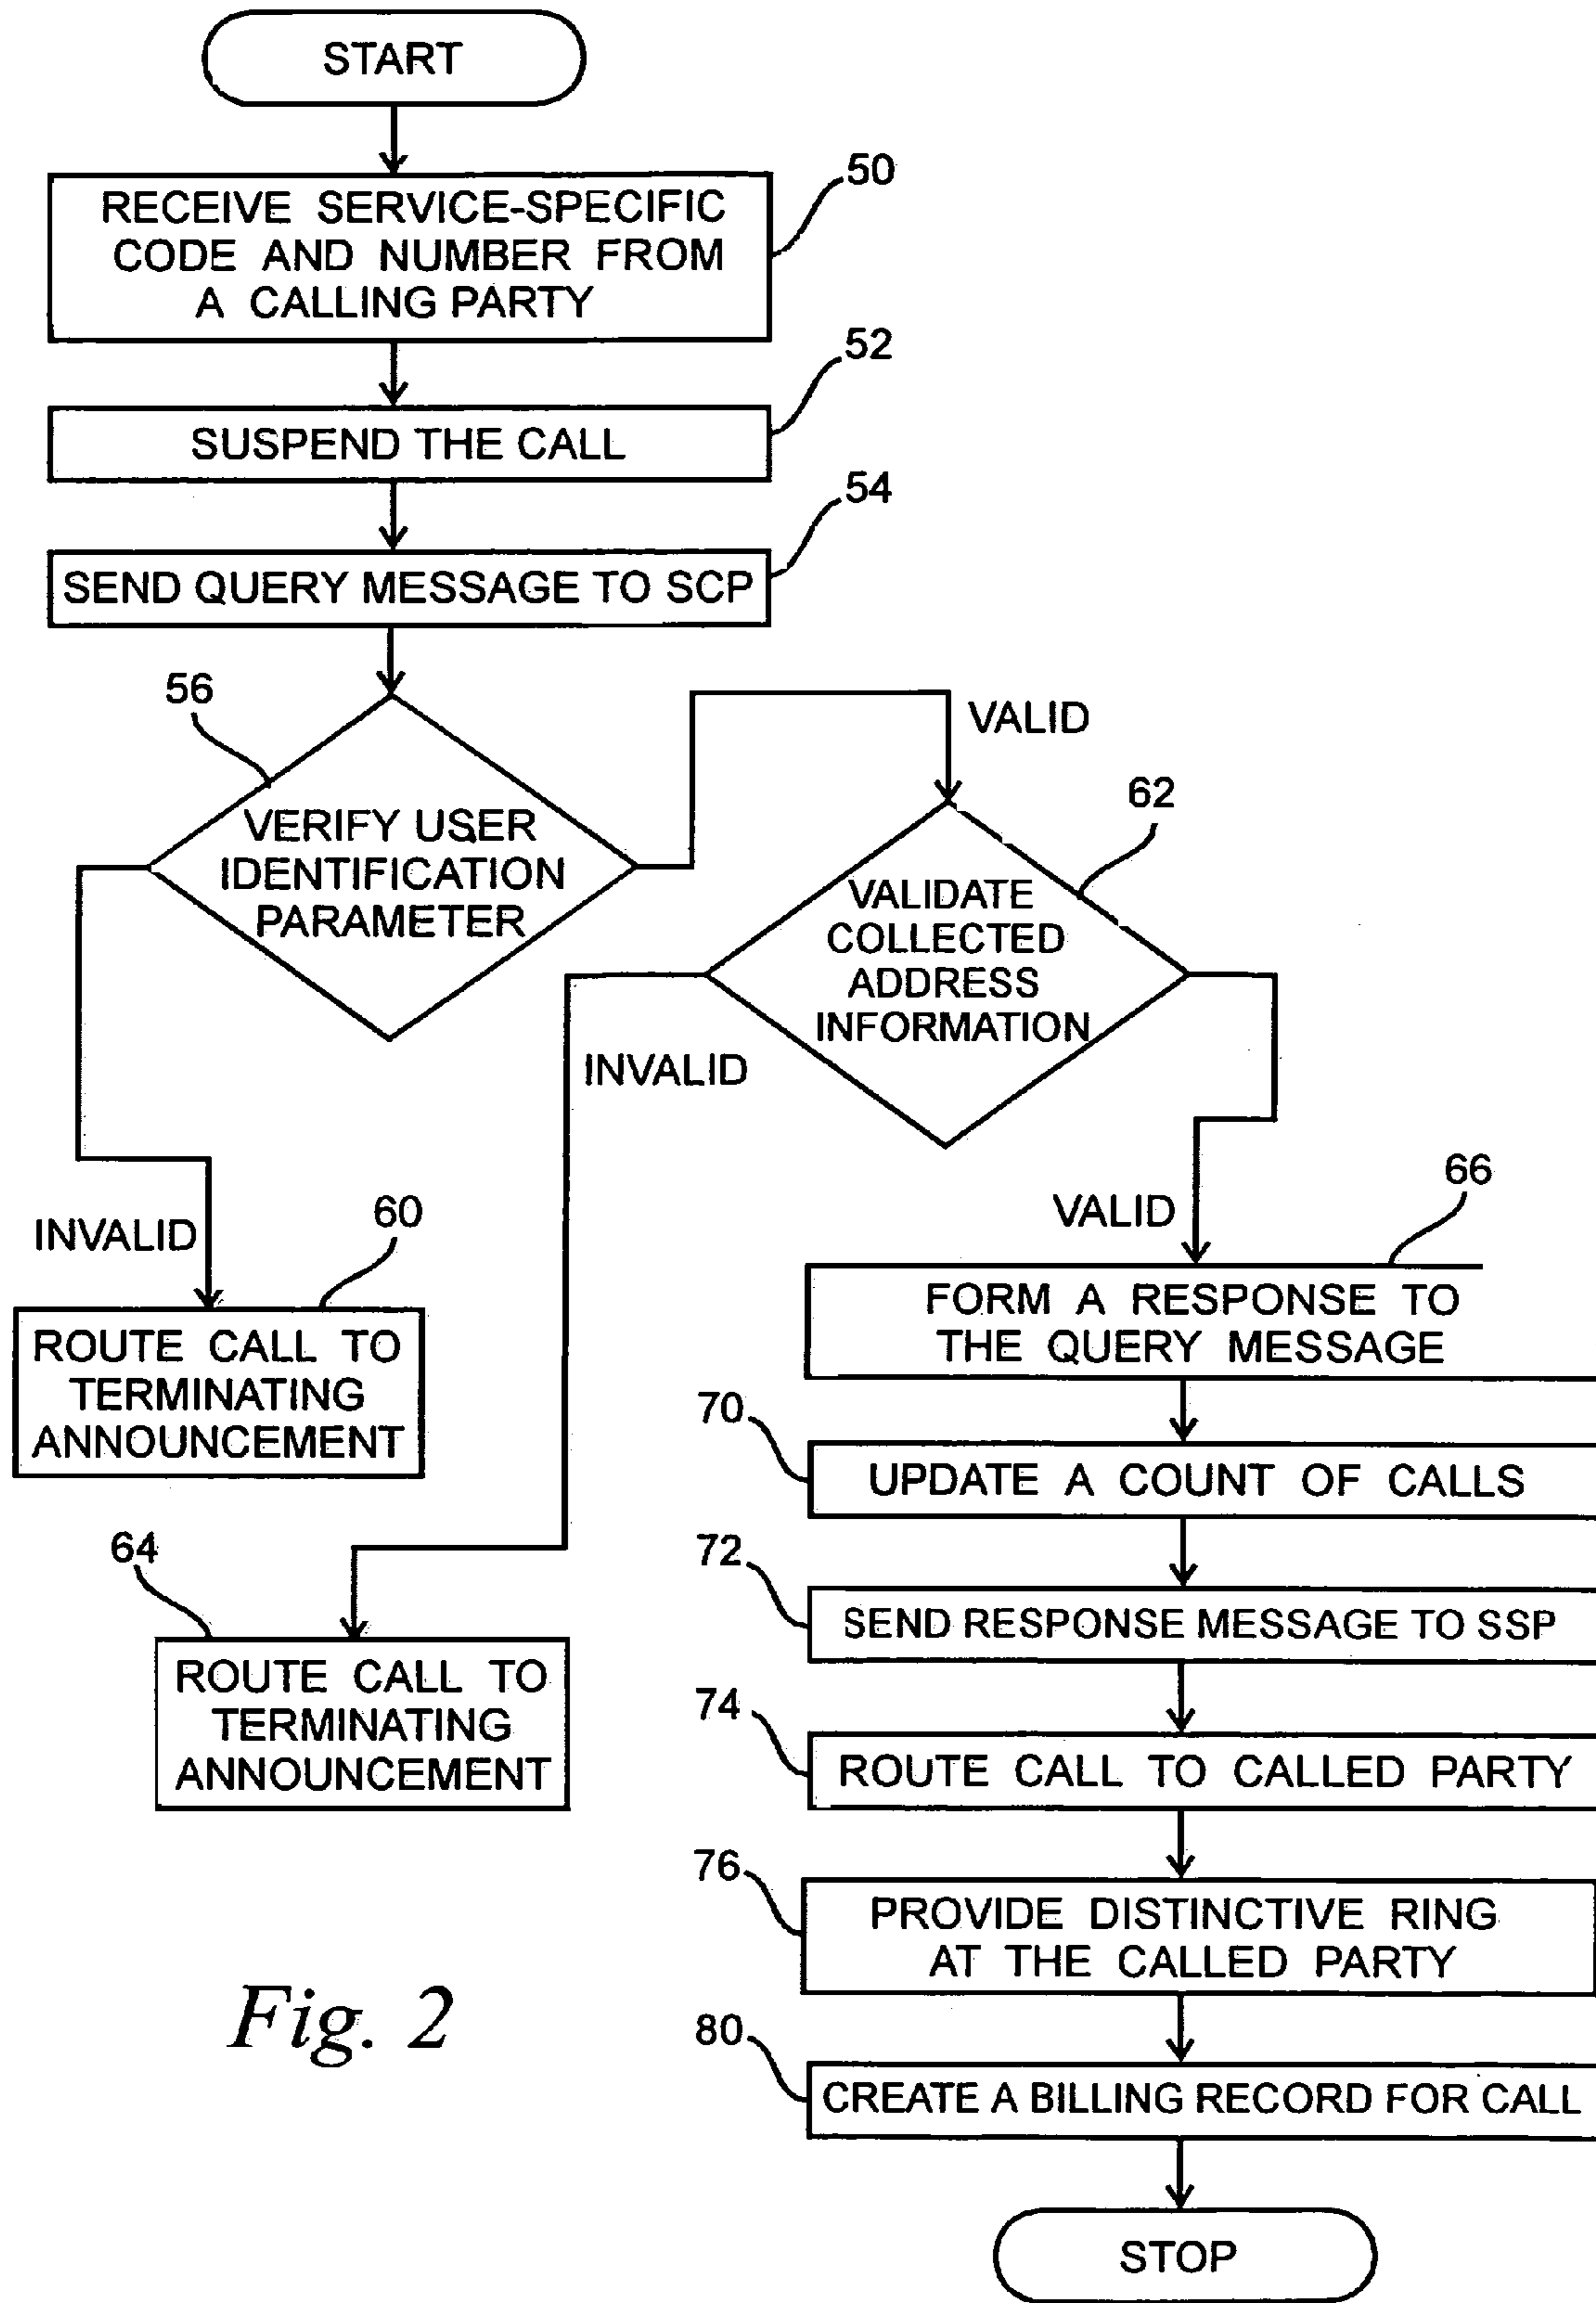 START
50
RECEIVE SERVICE-SPECIFIC
CODE AND NUMBER FROM
A CALLING PARTY
52
SUSPEND THE CALL
54
SEND QUERY MESSAGE TO SCP
56
VERIFY USER
IDENTIFICATION
PARAMETER
VALID
62
VALIDATE
COLLECTED
ADDRESS
INFORMATION
INVALID
INVALID
60
ROUTE CALL TO
TERMINATING
ANNOUNCEMENT
64
ROUTE CALL TO
TERMINATING
ANNOUNCEMENT
VALID
66
FORM A RESPONSE TO
THE QUERY MESSAGE
70
UPDATE A COUNT OF CALLS
72
SEND RESPONSE MESSAGE TO SSP
74
ROUTE CALL TO CALLED PARTY
76
PROVIDE DISTINCTIVE RING
AT THE CALLED PARTY
80
CREATE A BILLING RECORD FOR CALL
STOP
Fig. 2